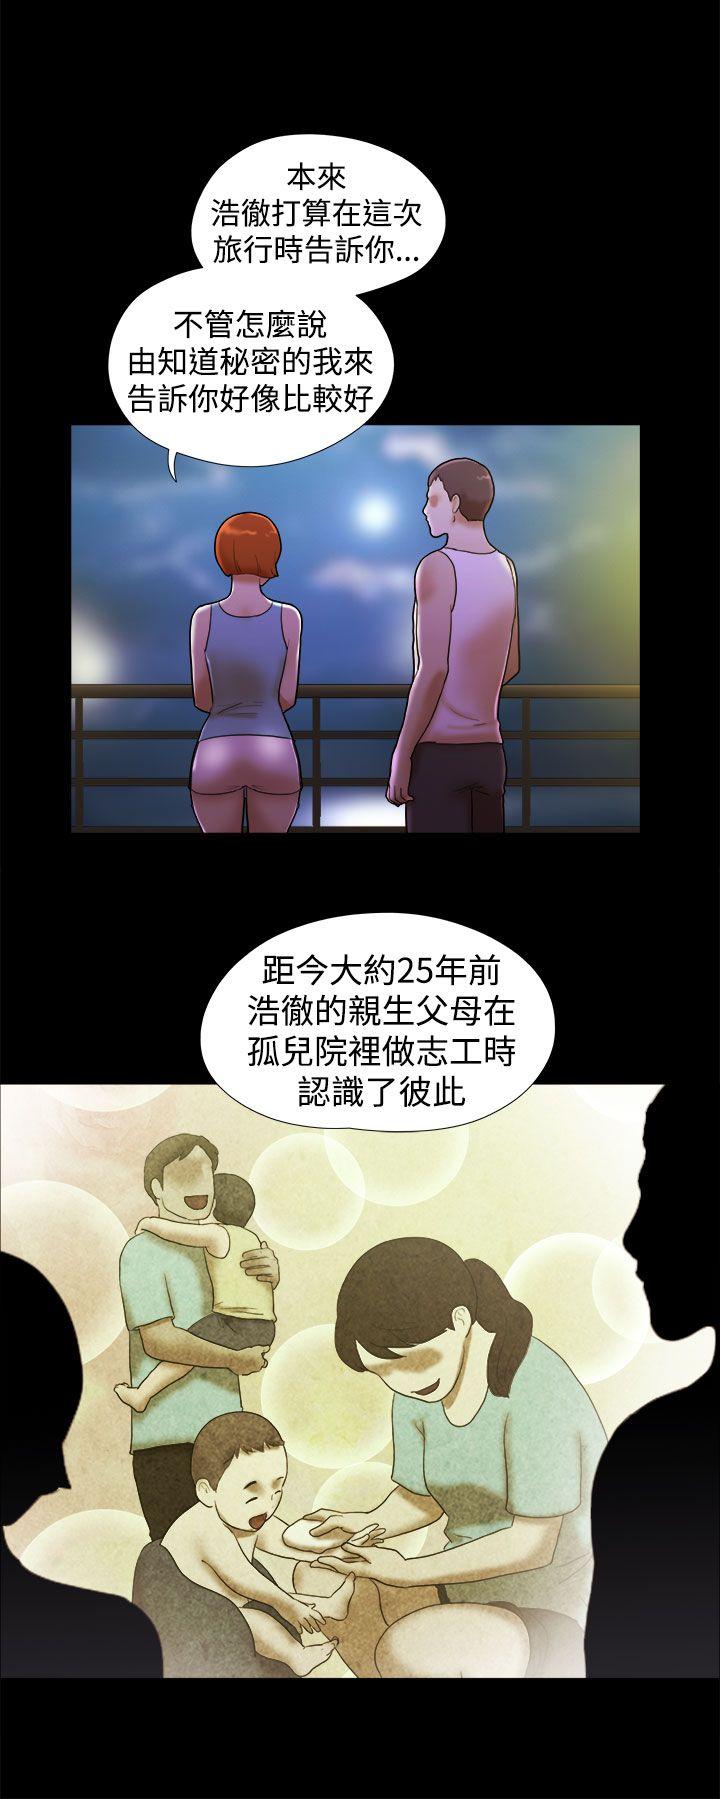 本來
浩徹打算在這次
旅行時告訴你...
不管怎麼說
由知道秘密的我來
告訴你好像比較好
距今大約25年前
浩徹的親生父母在
孤兒院裡做志工時
認識了彼此